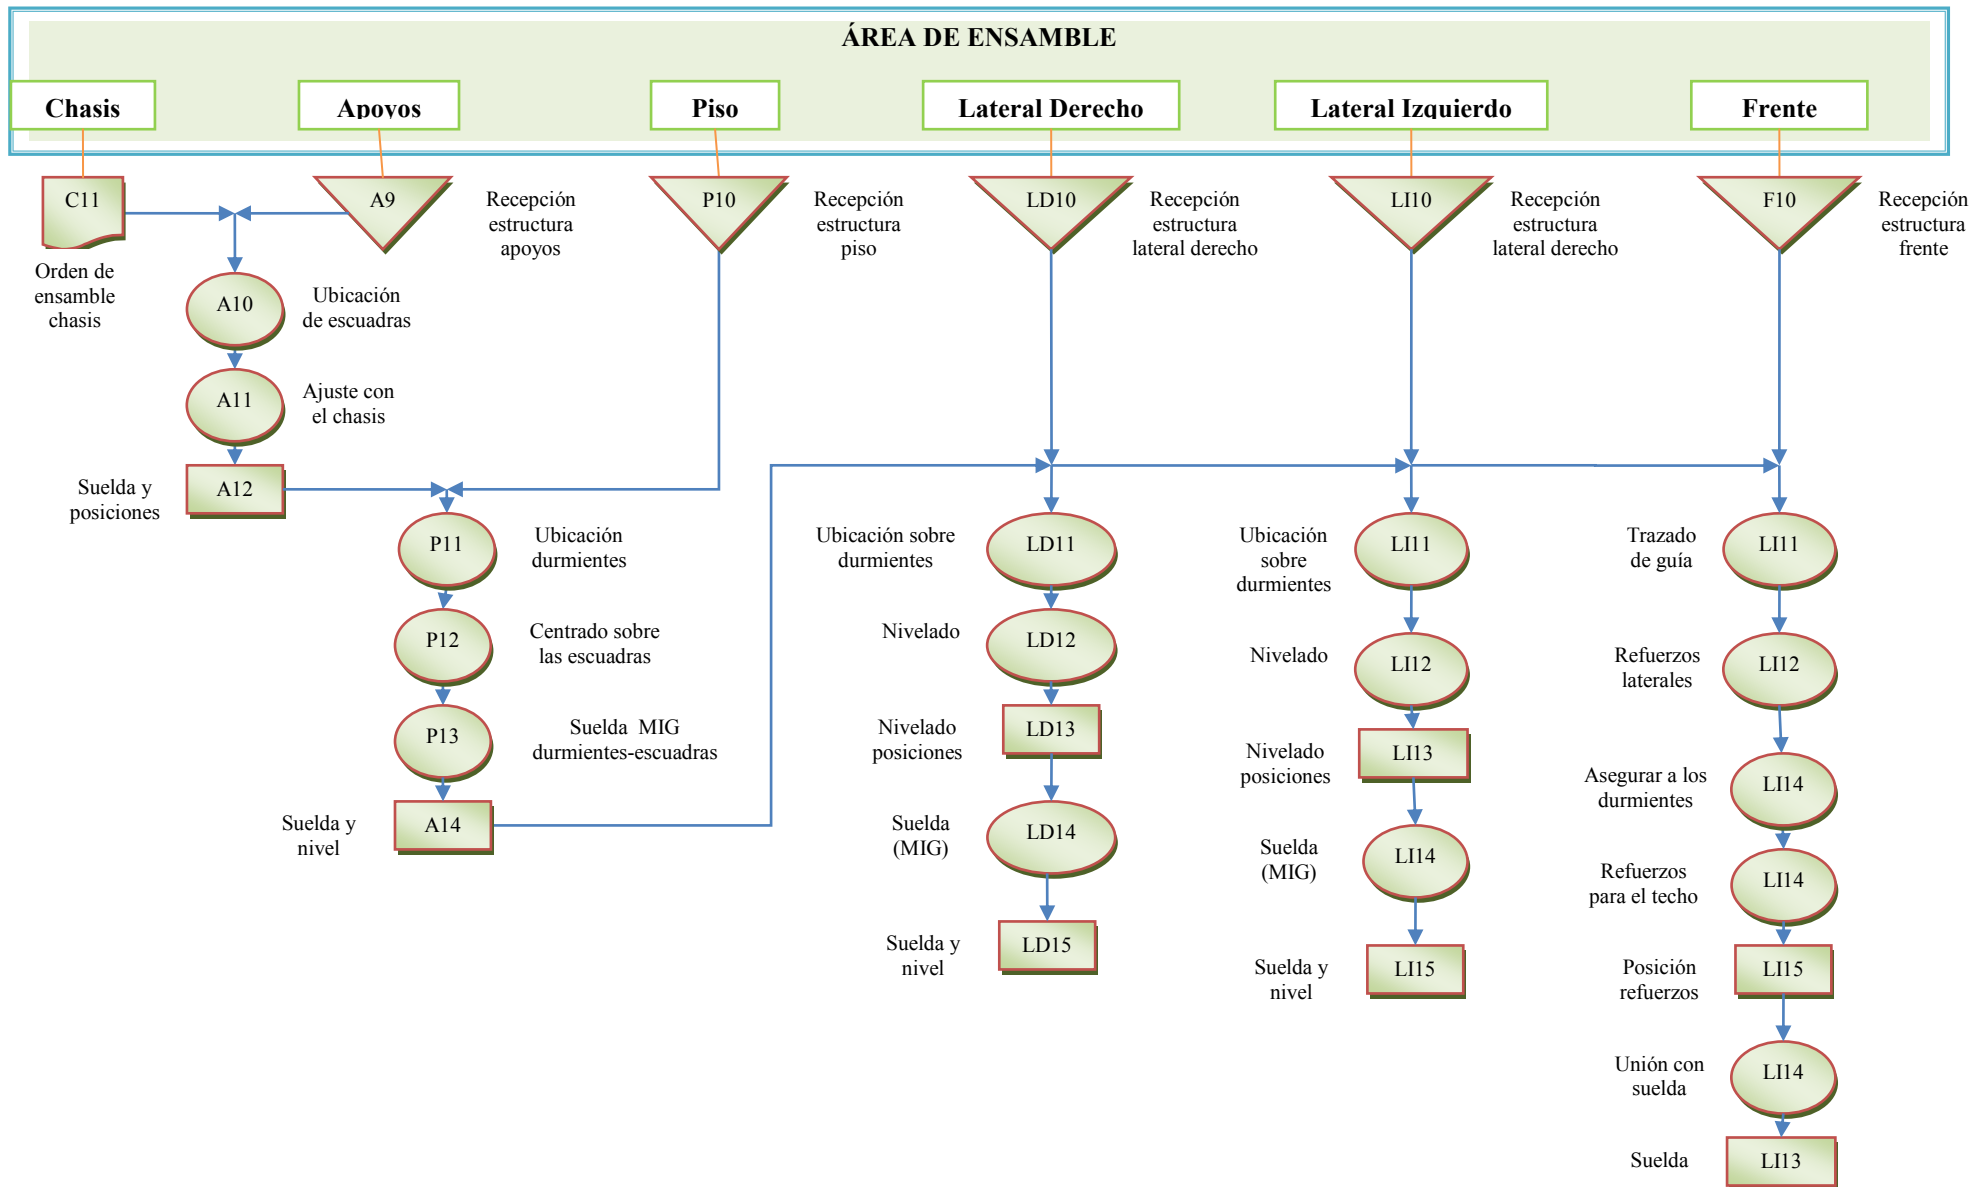 ÁREA DE ENSAMBLE
Chasis
Apoyos
Piso
Lateral Derecho
Lateral Izquierdo
Frente
C11
Orden de
ensamble
chasis
A9
Recepción
estructura
apoyos
P10
Recepción
estructura
piso
LD10
Recepción
estructura
lateral derecho
LI10
Recepción
estructura
lateral derecho
F10
Recepción
estructura
frente
A10
Ubicación
de escuadras
A11
Ajuste con
el chasis
Suelda y
posiciones
A12
P11
Ubicación
durmientes
P12
Centrado sobre
las escuadras
P13
Suelda MIG
durmientes-escuadras
Suelda y
nivel
A14
Ubicación sobre
durmientes
LD11
Nivelado
LD12
Nivelado
posiciones
LD13
Suelda
(MIG)
LD14
Suelda y
nivel
LD15
Ubicación
sobre
durmientes
LI11
Nivelado
LI12
Nivelado
posiciones
LI13
Suelda
(MIG)
LI14
Suelda y
nivel
LI15
Trazado
de guía
LI11
Refuerzos
laterales
LI12
Asegurar a los
durmientes
LI14
Refuerzos
para el techo
LI14
Posición
refuerzos
LI15
Unión con
suelda
LI14
Suelda
LI13